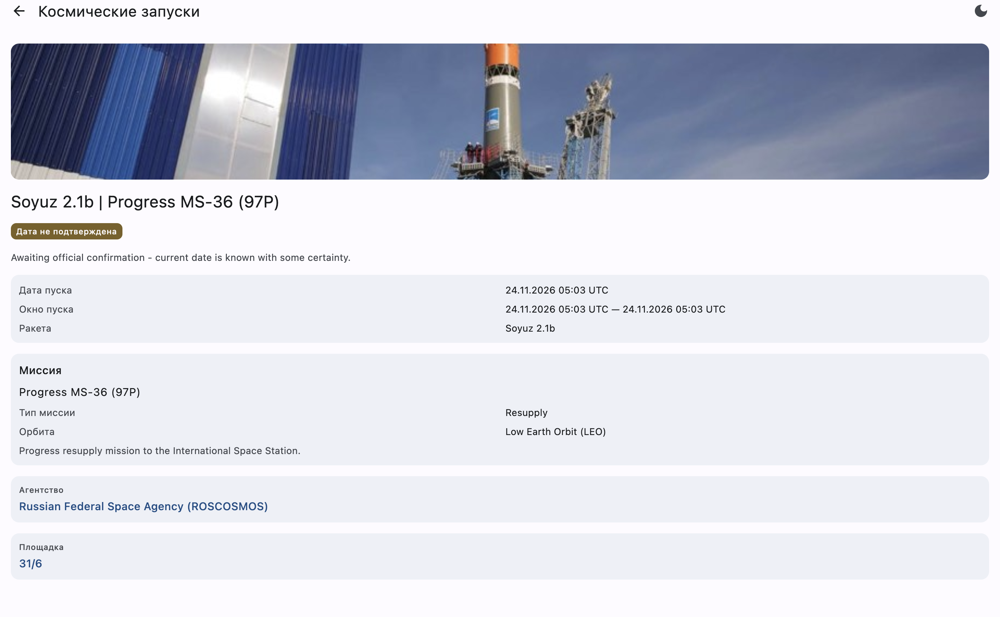 Космические запуски
Soyuz 2.1b | Progress MS-36 (97P)
Дата не подтверждена
Awaiting official confirmation - current date is known with some certainty.
Дата пуска 24.11.2026 05:03 UTC
Окно пуска 24.11.2026 05:03 UTC — 24.11.2026 05:03 UTC
Ракета Soyuz 2.1b
Миссия
Progress MS-36 (97P)
Тип миссии Resupply
Орбита Low Earth Orbit (LEO)
Progress resupply mission to the International Space Station.
Агентство
Russian Federal Space Agency (ROSCOSMOS)
Площадка
31/6